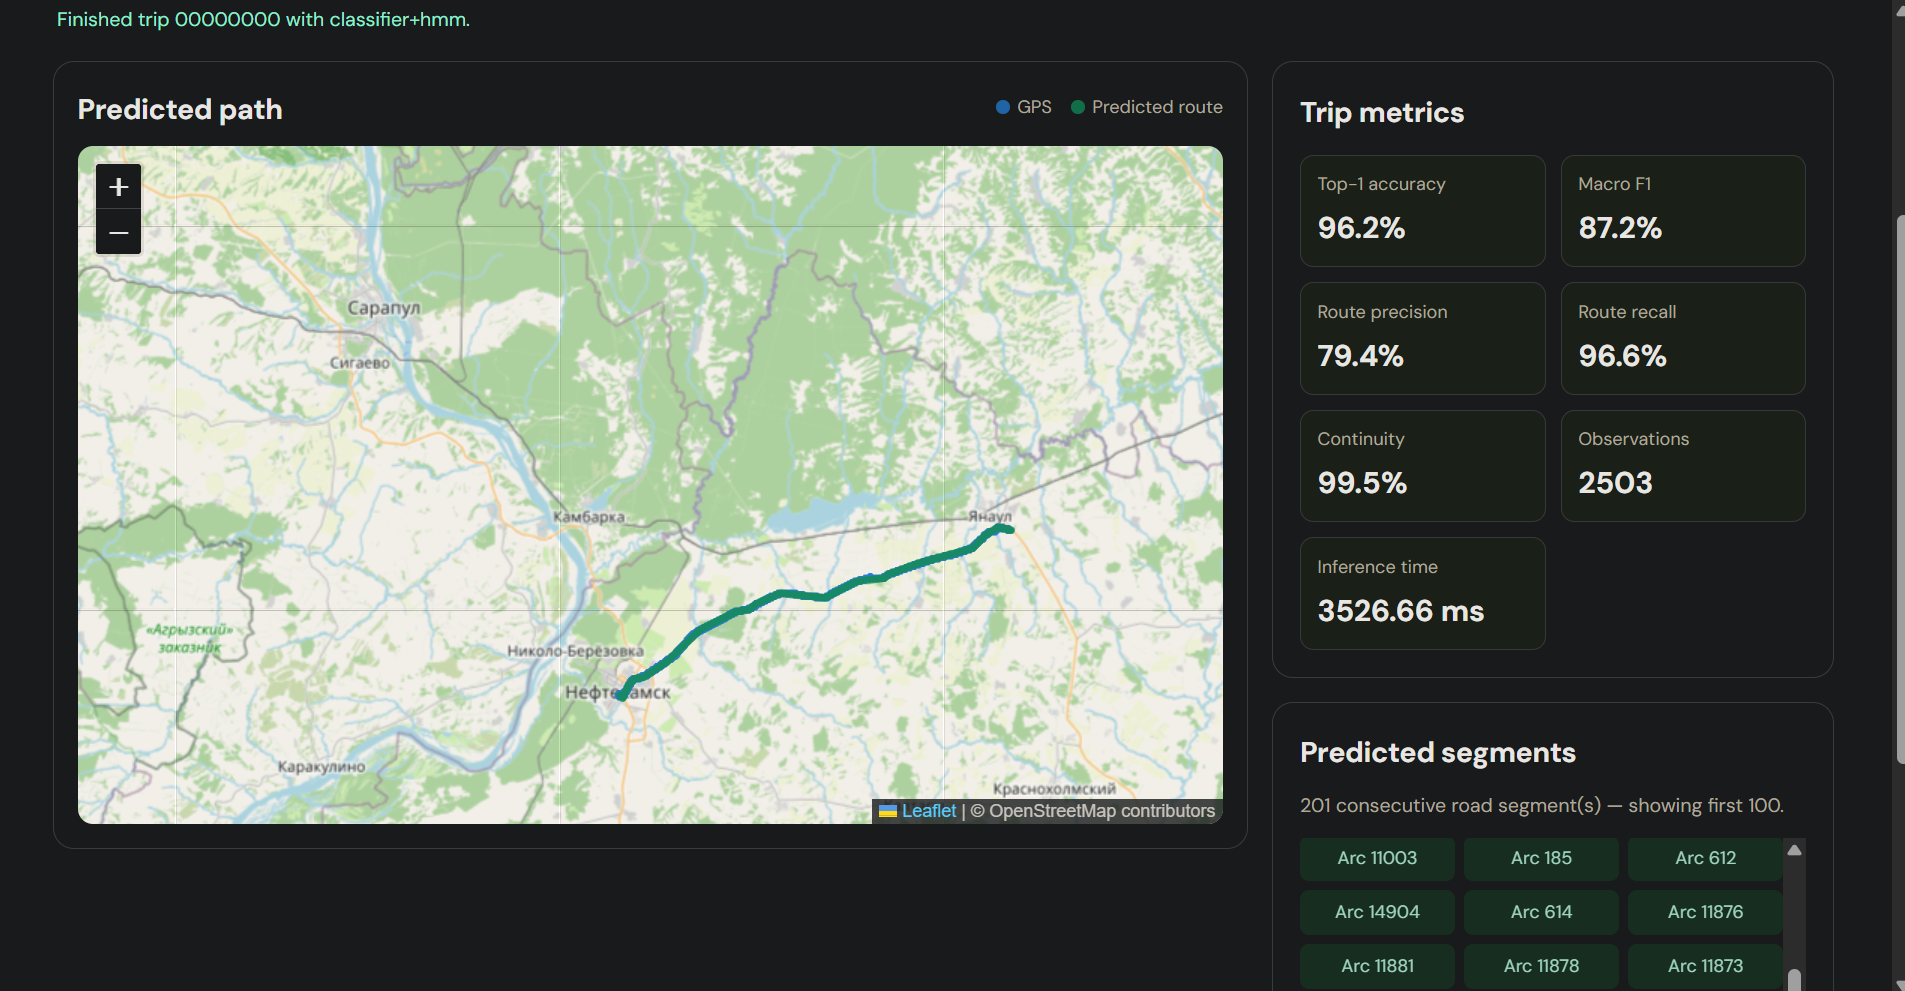 Finished trip 00000000 with classifier+hmm.
Predicted path
GPS
Predicted route
+
−
Сарапул
Сигаево
Камбарка
Янаул
«Агрызский»
заказник
Николо-Берёзовка
Каракулино
Краснохолмский
Leaflet | © OpenStreetMap contributors
Trip metrics
Top-1 accuracy
96.2%
Macro F1
87.2%
Route precision
79.4%
Route recall
96.6%
Continuity
99.5%
Observations
2503
Inference time
3526.66 ms
Predicted segments
201 consecutive road segment(s) — showing first 100.
Arc 11003
Arc 185
Arc 612
Arc 14904
Arc 614
Arc 11876
Arc 11881
Arc 11878
Arc 11873